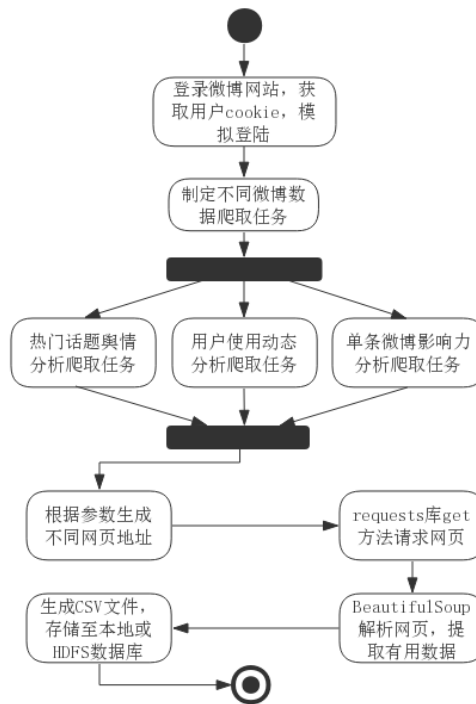 登录微博网站，获
取用户cookie，模
拟登陆
制定不同微博数
据爬取任务
热门话题舆情
分析爬取任务
用户使用动态
分析爬取任务
单条微博影响力
分析爬取任务
根据参数生成
不同网页地址
requests库get
方法请求网页
BeautifulSoup
解析网页，提
取有用数据
生成CSV文件，
存储至本地或
HDFS数据库